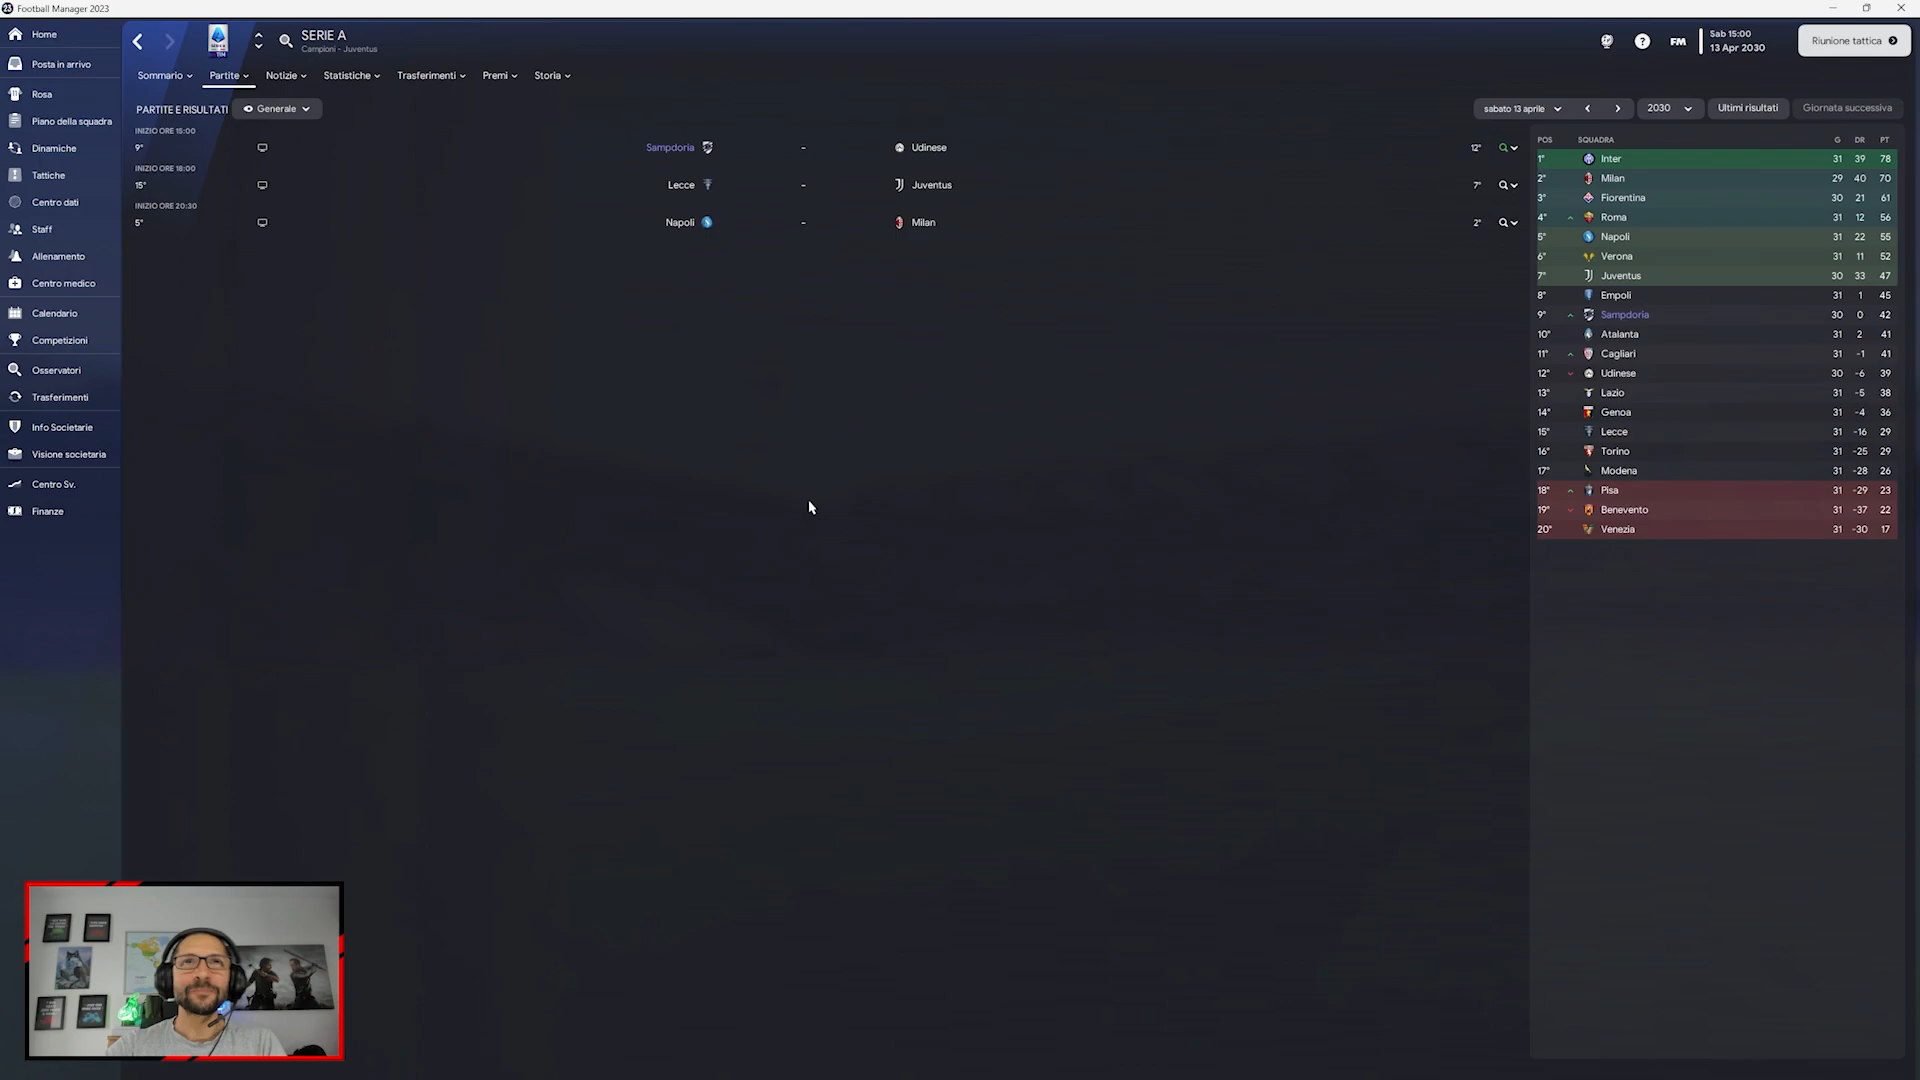 Football Manager 2023
Home
Posta in arrivo
Rosa
Piano della squadra
Dinamiche
Tattiche
Centro dati
Staff
Allenamento
Centro medico
Calendario
Competizioni
Osservatori
Trasferimenti
Info Societarie
Visione societaria
Centro Sv.
Finanze
SERIE A
Campioni - Juventus
FM
Sab 15:00
13 Apr 2030
Riunione tattica
Sommario Partite Notizie Statistiche Trasferimenti Premi Storia
PARTITE E RISULTATI Generale
sabato 13 aprile 2030 Ultimi risultati Giornata successiva
INIZIO ORE 15:00
9° Sampdoria - Udinese 12°
INIZIO ORE 18:00
15° Lecce - Juventus 7°
INIZIO ORE 20:30
5° Napoli - Milan 2°
POS SQUADRA G DR PT
1° Inter 31 39 78
2° Milan 29 40 70
3° Fiorentina 30 21 61
4° Roma 31 12 56
5° Napoli 31 22 55
6° Verona 31 11 52
7° Juventus 30 33 47
8° Empoli 31 1 45
9° Sampdoria 30 0 42
10° Atalanta 31 2 41
11° Cagliari 31 -1 41
12° Udinese 30 -6 39
13° Lazio 31 -5 38
14° Genoa 31 -4 36
15° Lecce 31 -16 29
16° Torino 31 -25 29
17° Modena 31 -28 26
18° Pisa 31 -29 23
19° Benevento 31 -37 22
20° Venezia 31 -30 17